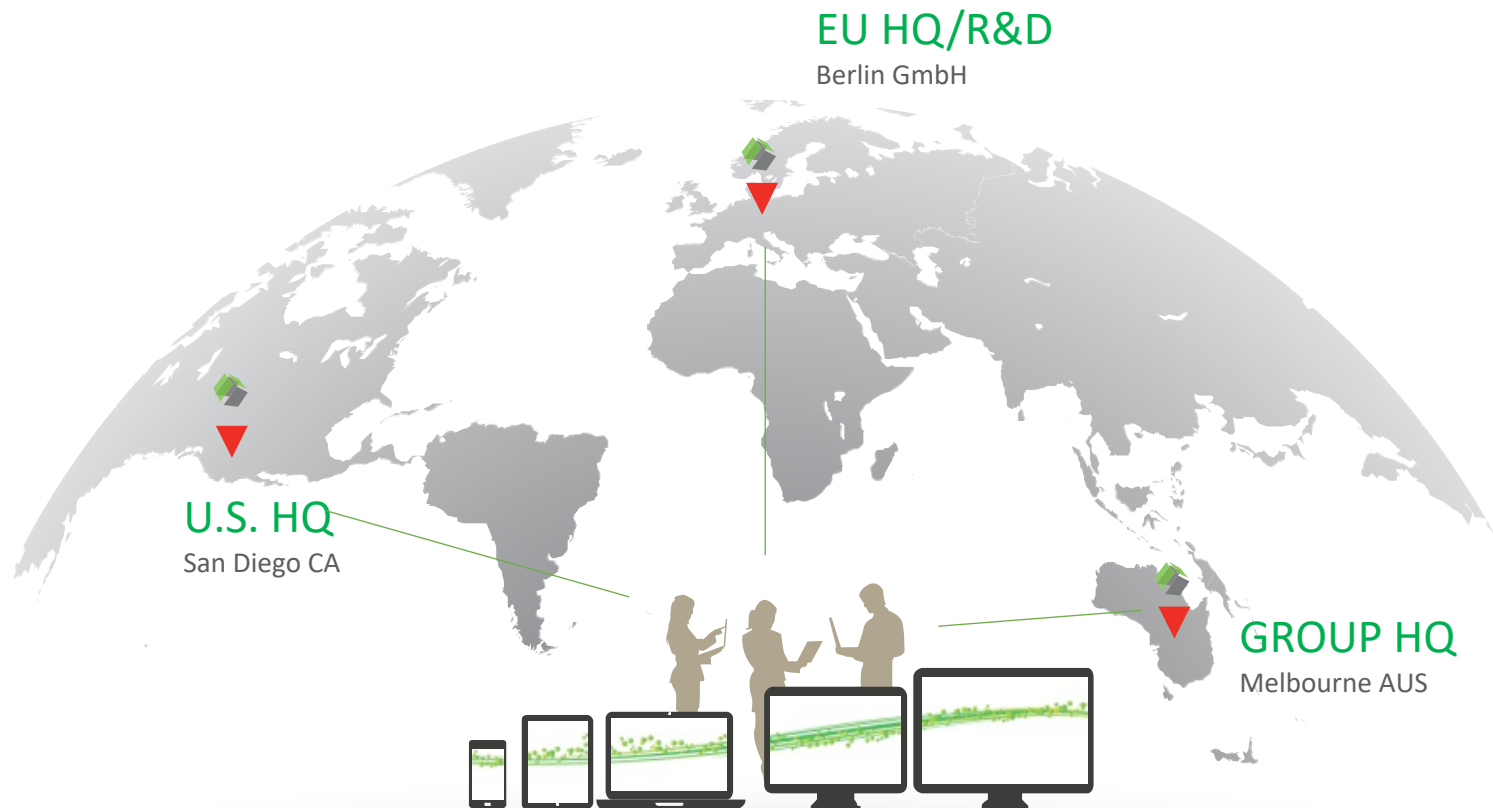 EU HQ/R&D
Berlin GmbH
U.S. HQ
San Diego CA
GROUP HQ
Melbourne AUS